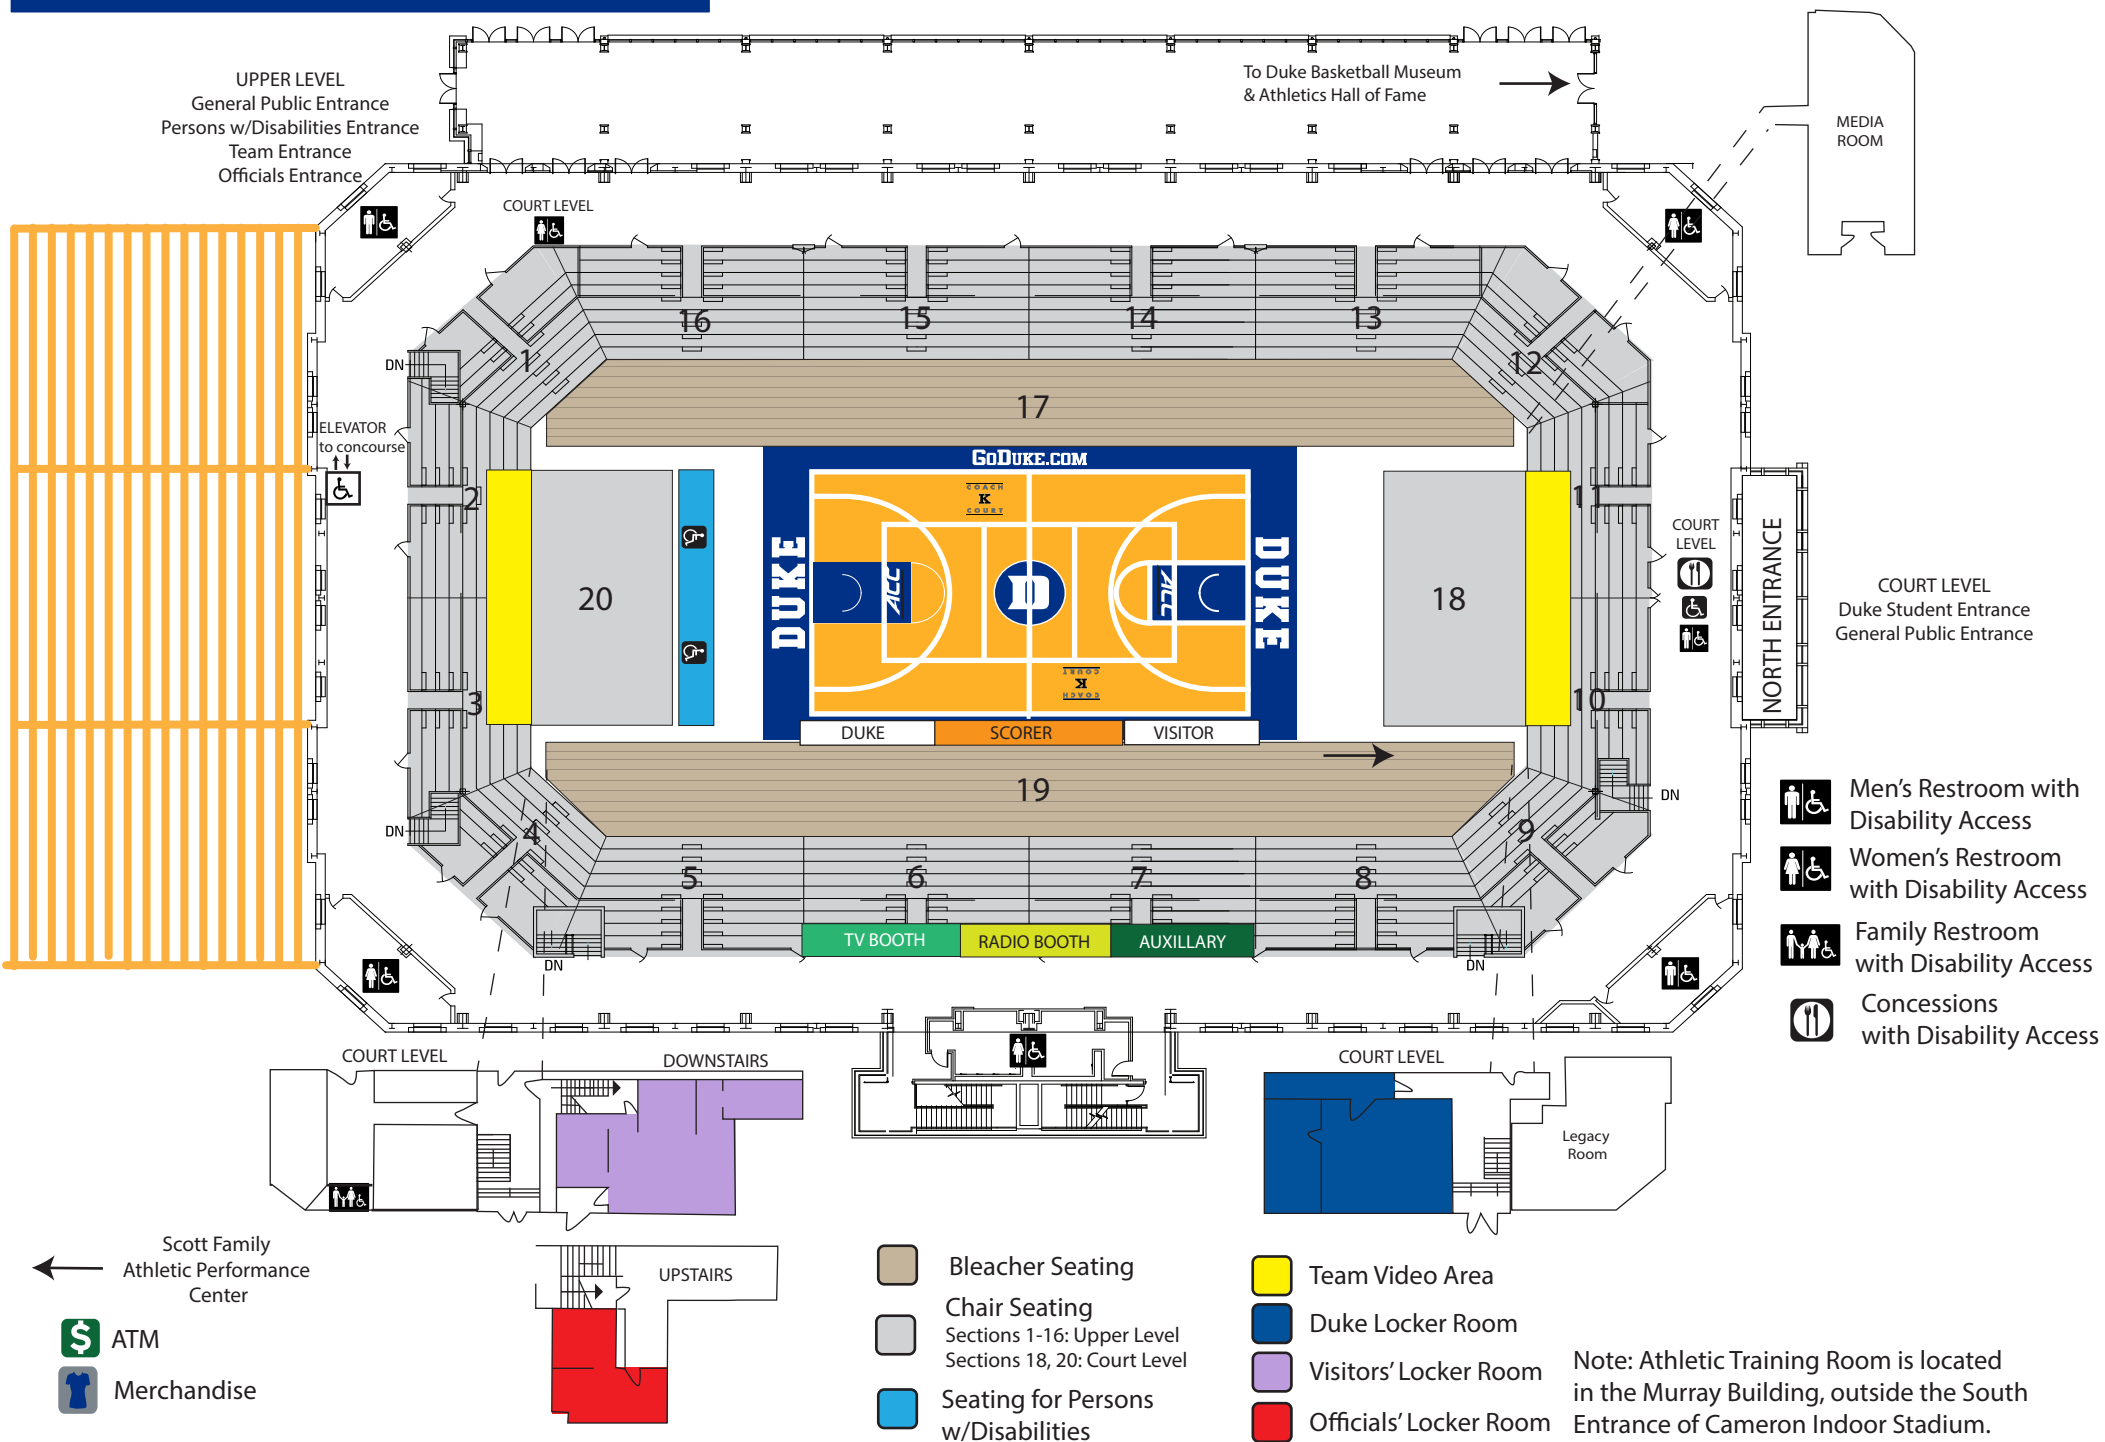 UPPER LEVEL
General Public Entrance
Persons w/Disabilities Entrance
Team Entrance
Officials Entrance
To Duke Basketball Museum
& Athletics Hall of Fame
MEDIA
ROOM
COURT LEVEL
16
15
14
13
1
12
DN
17
ELEVATOR
to concourse
GODUKE.COM
COACH
K
COURT
2
11
COURT
LEVEL
NORTH ENTRANCE
DUKE
DUKE
ACC
ACC
D
20
18
COURT LEVEL
Duke Student Entrance
General Public Entrance
COACH
K
COURT
3
10
DUKE
SCORER
VISITOR
19
DN
DN
4
9
5
6
7
8
TV BOOTH
RADIO BOOTH
AUXILLARY
DN
DN
Men's Restroom with
Disability Access
Women's Restroom
with Disability Access
Family Restroom
with Disability Access
Concessions
with Disability Access
COURT LEVEL
DOWNSTAIRS
COURT LEVEL
Legacy
Room
Scott Family
Athletic Performance
Center
UPSTAIRS
$ ATM
Merchandise
Bleacher Seating
Chair Seating
Sections 1-16: Upper Level
Sections 18, 20: Court Level
Seating for Persons
w/Disabilities
Team Video Area
Duke Locker Room
Visitors' Locker Room
Officials' Locker Room
Note: Athletic Training Room is located
in the Murray Building, outside the South
Entrance of Cameron Indoor Stadium.